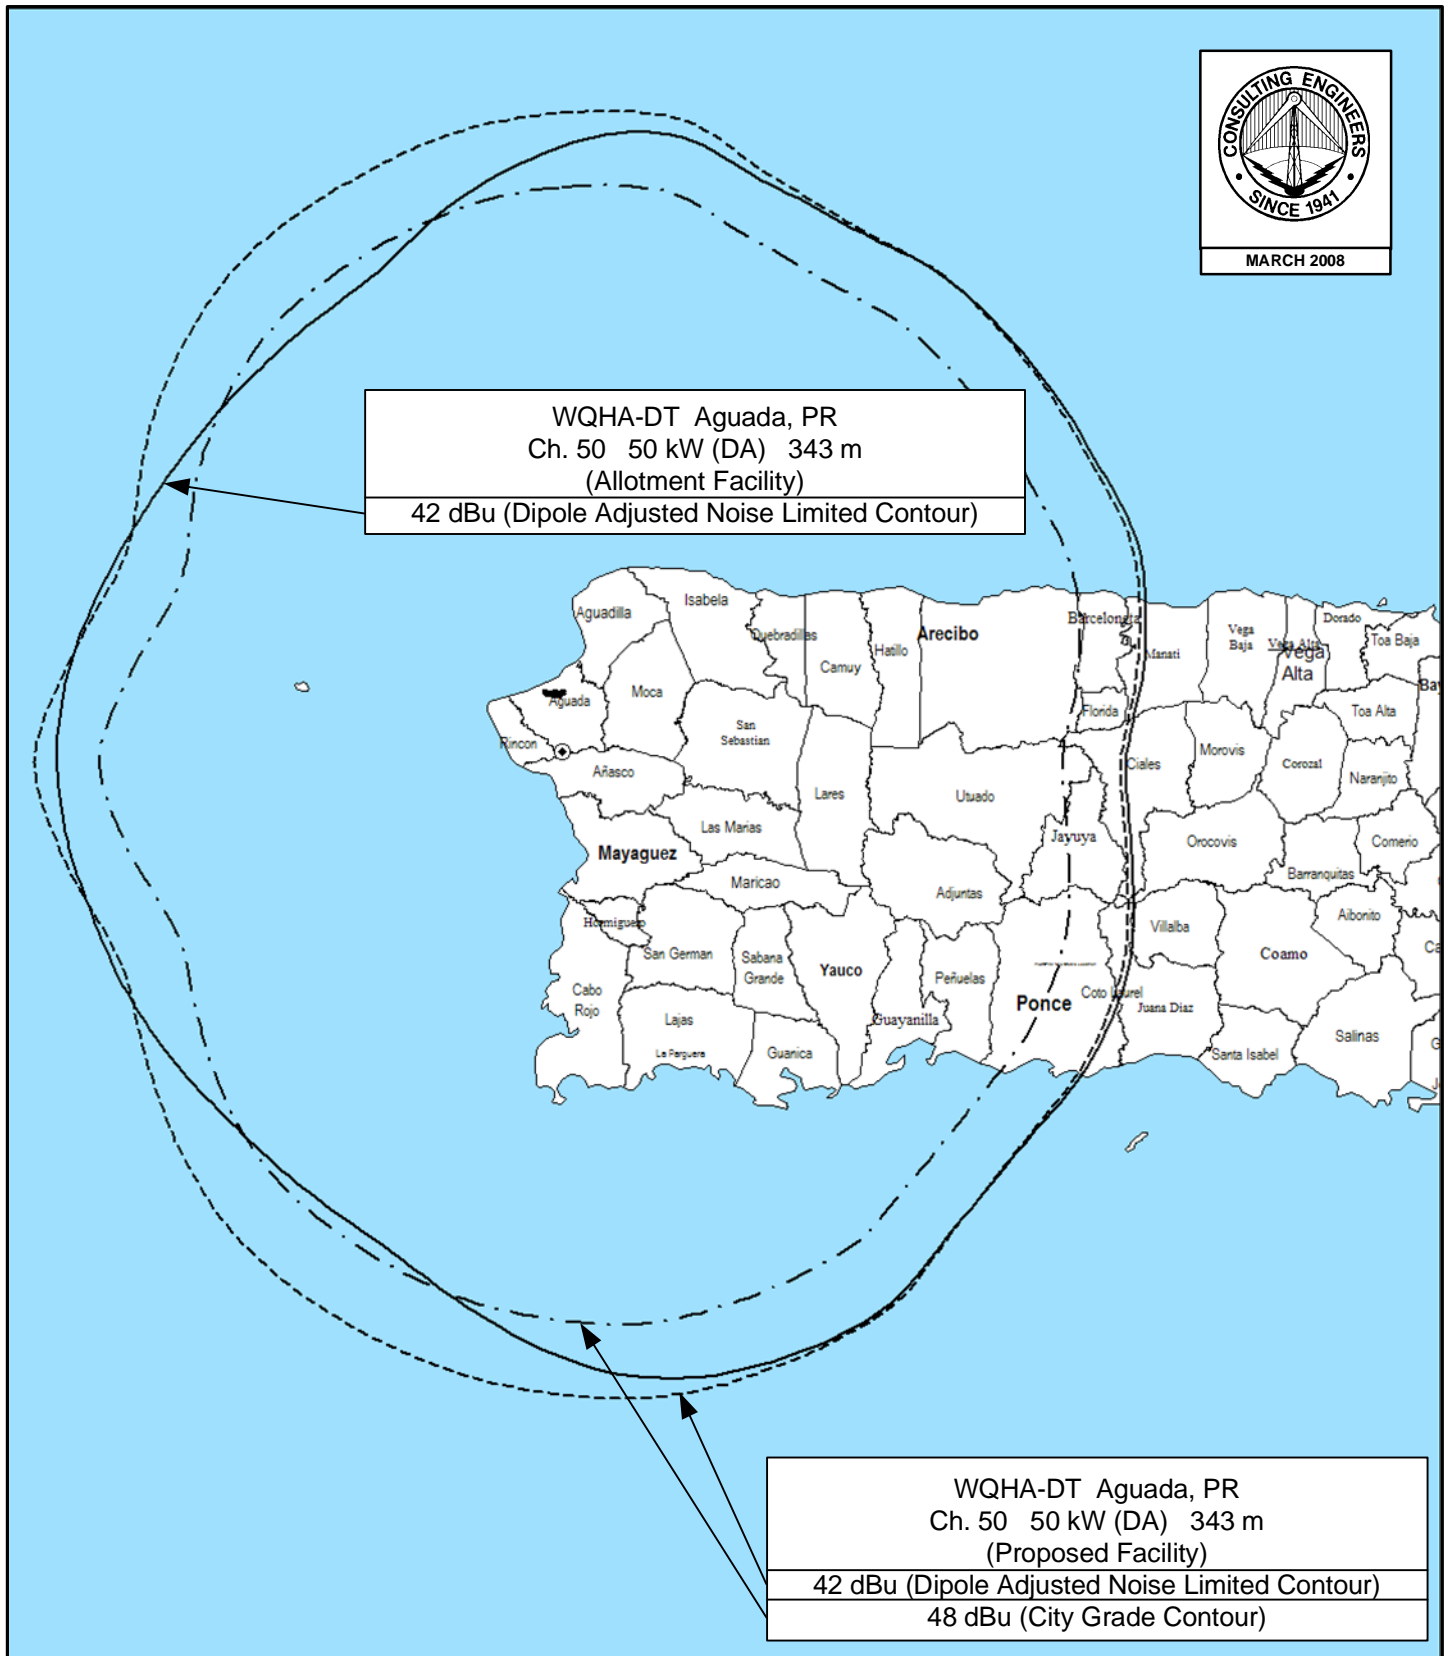 CONSULTING ENGINEERS
• SINCE 1941 •
MARCH 2008
WQHA-DT Aguada, PR
Ch. 50 50 kW (DA) 343 m
(Allotment Facility)
42 dBu (Dipole Adjusted Noise Limited Contour)
Isabela
Aguadilla
Quebradillas
Camuy
Hatillo
Arecibo
Barceloneta
Manati
Vega
Baja
Vega Alta
Vega
Alta
Dorado
Toa Baja
Bay
Moca
Aguada
Rincon
San
Sebastian
Florida
Toa Alta
Añasco
Lares
Utuado
Ciales
Morovis
Corozal
Naranjito
Las Marias
Mayaguez
Jayuya
Orocovis
Comerio
Barranquitas
Maricao
Adjuntas
Aibonito
Hormiguero
San German
Sabana
Grande
Yauco
Peñuelas
Villalba
Coamo
Ca
Cabo
Rojo
Lajas
Guayanilla
Ponce
Coto Laurel
Juana Diaz
Salinas
G
La Parguera
Guanica
Santa Isabel
WQHA-DT Aguada, PR
Ch. 50 50 kW (DA) 343 m
(Proposed Facility)
42 dBu (Dipole Adjusted Noise Limited Contour)
48 dBu (City Grade Contour)